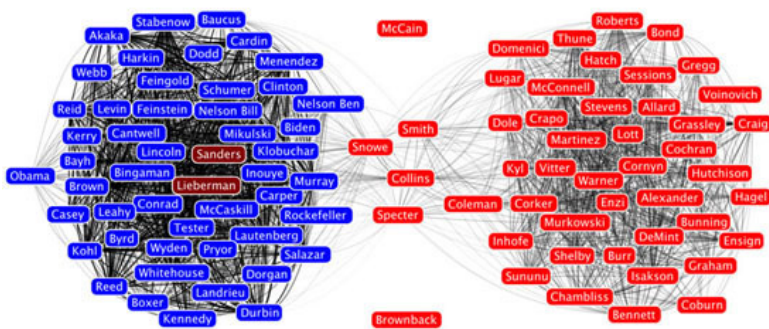 Stabenow
Baucus
Akaka
Cardin
Harkin
Dodd
Menendez
Webb
Feingold
Schumer
Clinton
Reid
Levin
Feinstein
Nelson Bill
Nelson Ben
Kerry
Cantwell
Mikulski
Biden
Bayh
Lincoln
Sanders
Klobuchar
Obama
Bingaman
Inouye
Brown
Lieberman
Murray
Casey
Leahy
Conrad
McCaskill
Carper
Rockefeller
Kohl
Byrd
Tester
Lautenberg
Wyden
Pryor
Salazar
Reed
Whitehouse
Dorgan
Boxer
Landrieu
Kennedy
Durbin
McCain
Smith
Snowe
Collins
Specter
Coleman
Brownback
Roberts
Domenici
Thune
Bond
Lugar
Hatch
Gregg
McConnell
Sessions
Voinovich
Dole
Crapo
Stevens
Allard
Grassley
Craig
Martinez
Lott
Cochran
Kyl
Vitter
Cornyn
Hutchison
Warner
Corker
Enzi
Alexander
Hagel
Murkowski
Bunning
Inhofe
DeMint
Ensign
Shelby
Burr
Graham
Sununu
Isakson
Chambliss
Coburn
Bennett